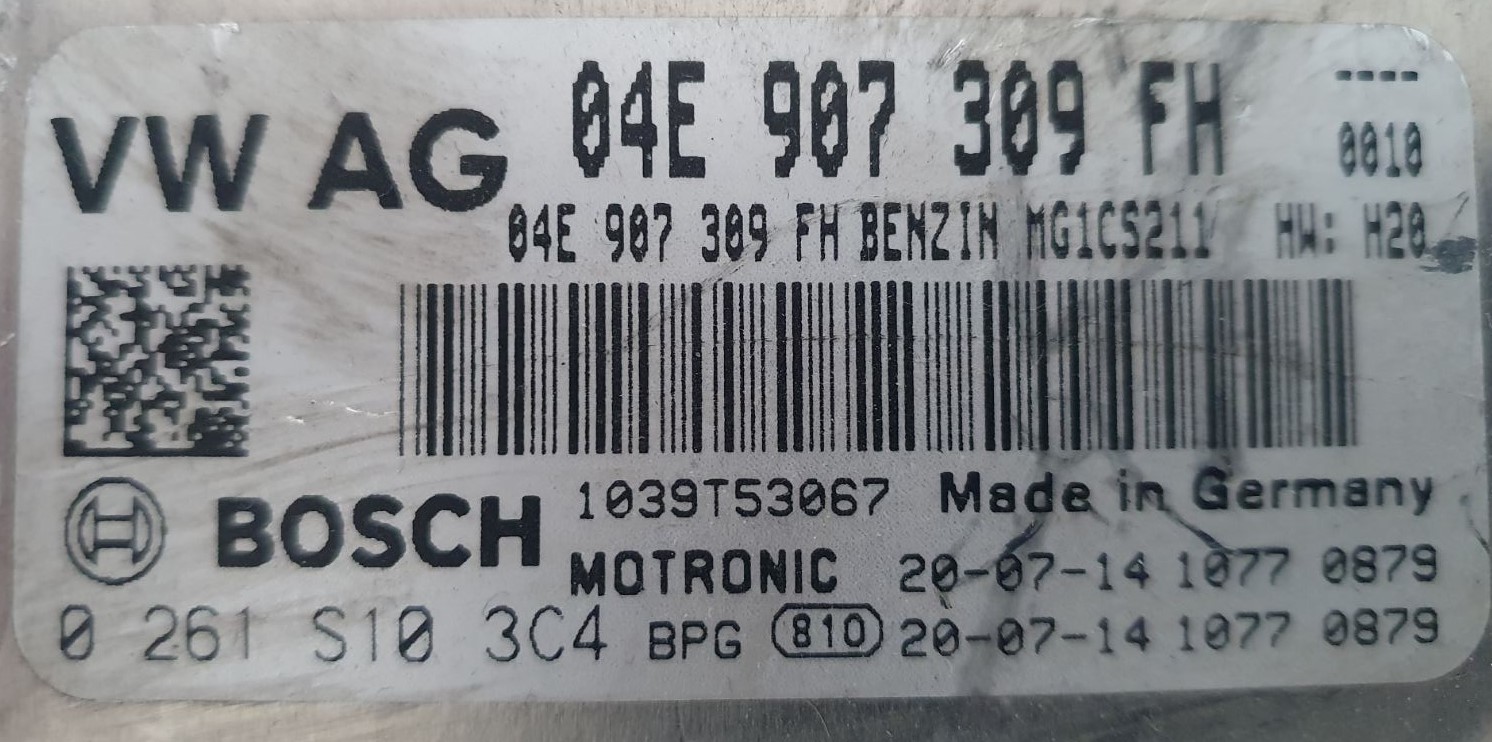 VW AG 04E 907 309 FH ----
0010
04E 907 309 FH BENZIN MG1CS211 HW: H20
BOSCH 1039T53067 Made in Germany
MOTRONIC 20-07-14 1077 0879
0 261 S10 3C4 BPG 810 20-07-14 1077 0879